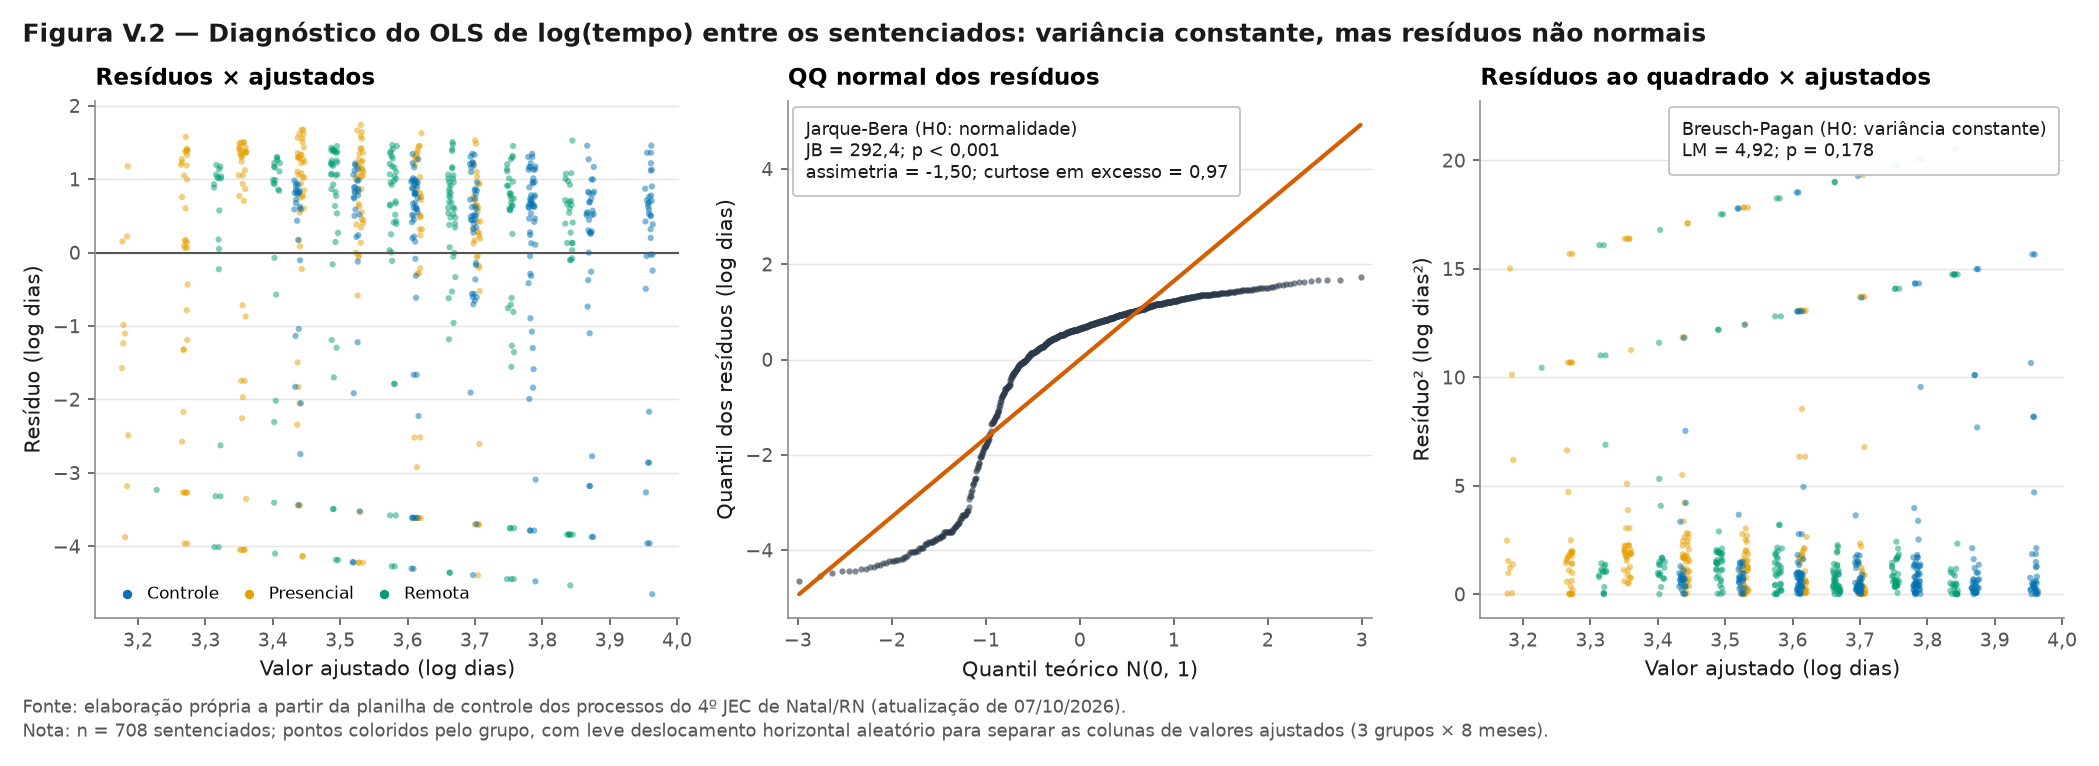 Figura V.2 — Diagnóstico do OLS de log(tempo) entre os sentenciados: variância constante, mas resíduos não normais
Resíduos × ajustados
Resíduo (log dias)
2
1
0
−1
−2
−3
−4
Controle
Presencial
Remota
3,2
3,3
3,4
3,5
3,6
3,7
3,8
3,9
4,0
Valor ajustado (log dias)
QQ normal dos resíduos
Quantil dos resíduos (log dias)
Jarque-Bera (H0: normalidade)
JB = 292,4; p < 0,001
assimetria = -1,50; curtose em excesso = 0,97
4
2
0
−2
−4
−3
−2
−1
0
1
2
3
Quantil teórico N(0, 1)
Resíduos ao quadrado × ajustados
Resíduo² (log dias²)
Breusch-Pagan (H0: variância constante)
LM = 4,92; p = 0,178
20
15
10
5
0
3,2
3,3
3,4
3,5
3,6
3,7
3,8
3,9
4,0
Valor ajustado (log dias)
Fonte: elaboração própria a partir da planilha de controle dos processos do 4º JEC de Natal/RN (atualização de 07/10/2026).
Nota: n = 708 sentenciados; pontos coloridos pelo grupo, com leve deslocamento horizontal aleatório para separar as colunas de valores ajustados (3 grupos × 8 meses).